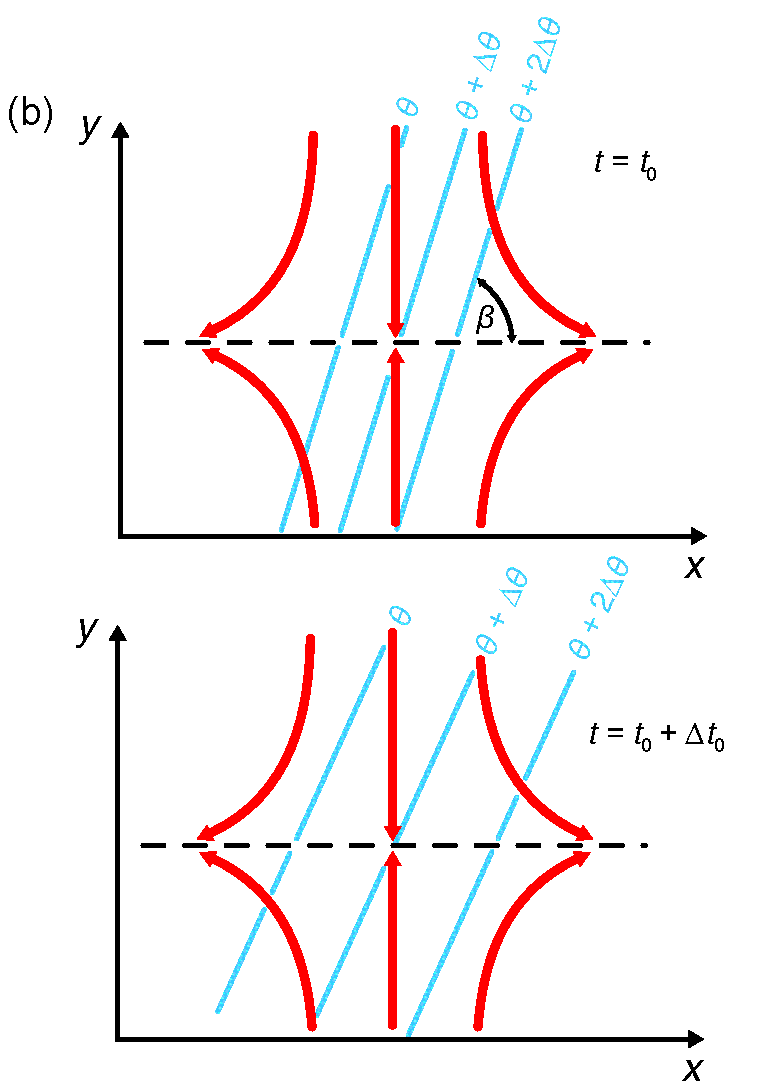 (b)
y
θ
θ + Δθ
θ + 2Δθ
t = t₀
β
x
y
θ
θ + Δθ
θ + 2Δθ
t = t₀ + Δt₀
x